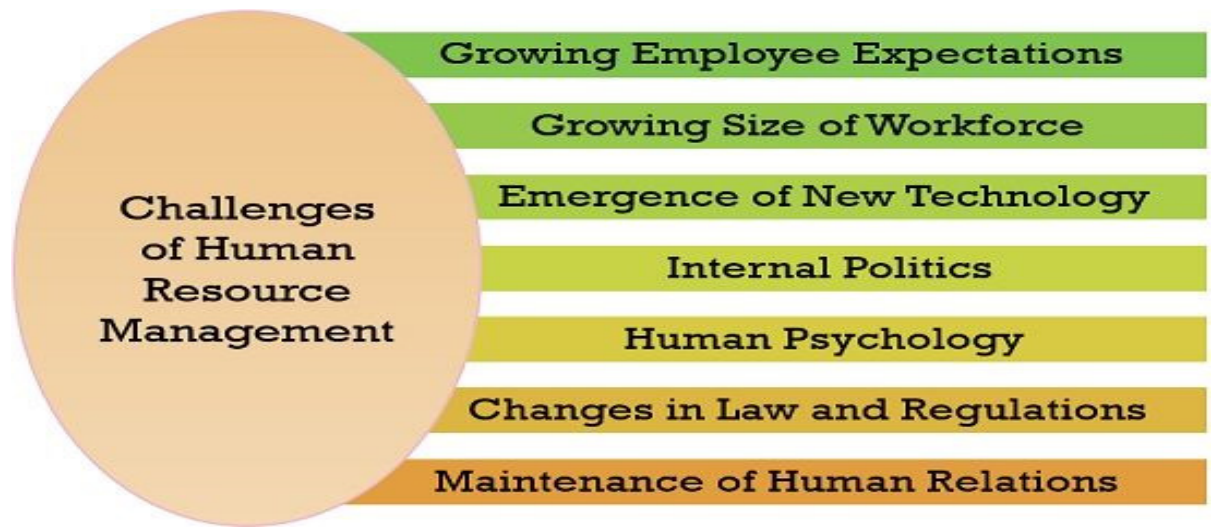 Challenges
of Human
Resource
Management
Growing Employee Expectations
Growing Size of Workforce
Emergence of New Technology
Internal Politics
Human Psychology
Changes in Law and Regulations
Maintenance of Human Relations